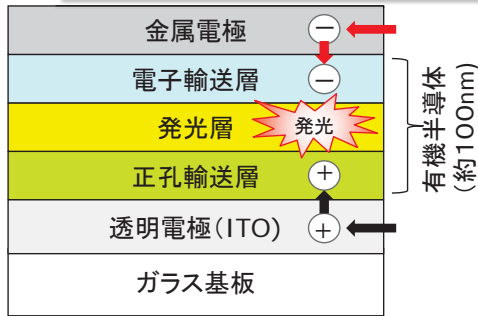 金属電極
−
電子輸送層
−
発光層
発光
正孔輸送層
+
透明電極(ITO)
+
ガラス基板
有機半導体
(約100nm)